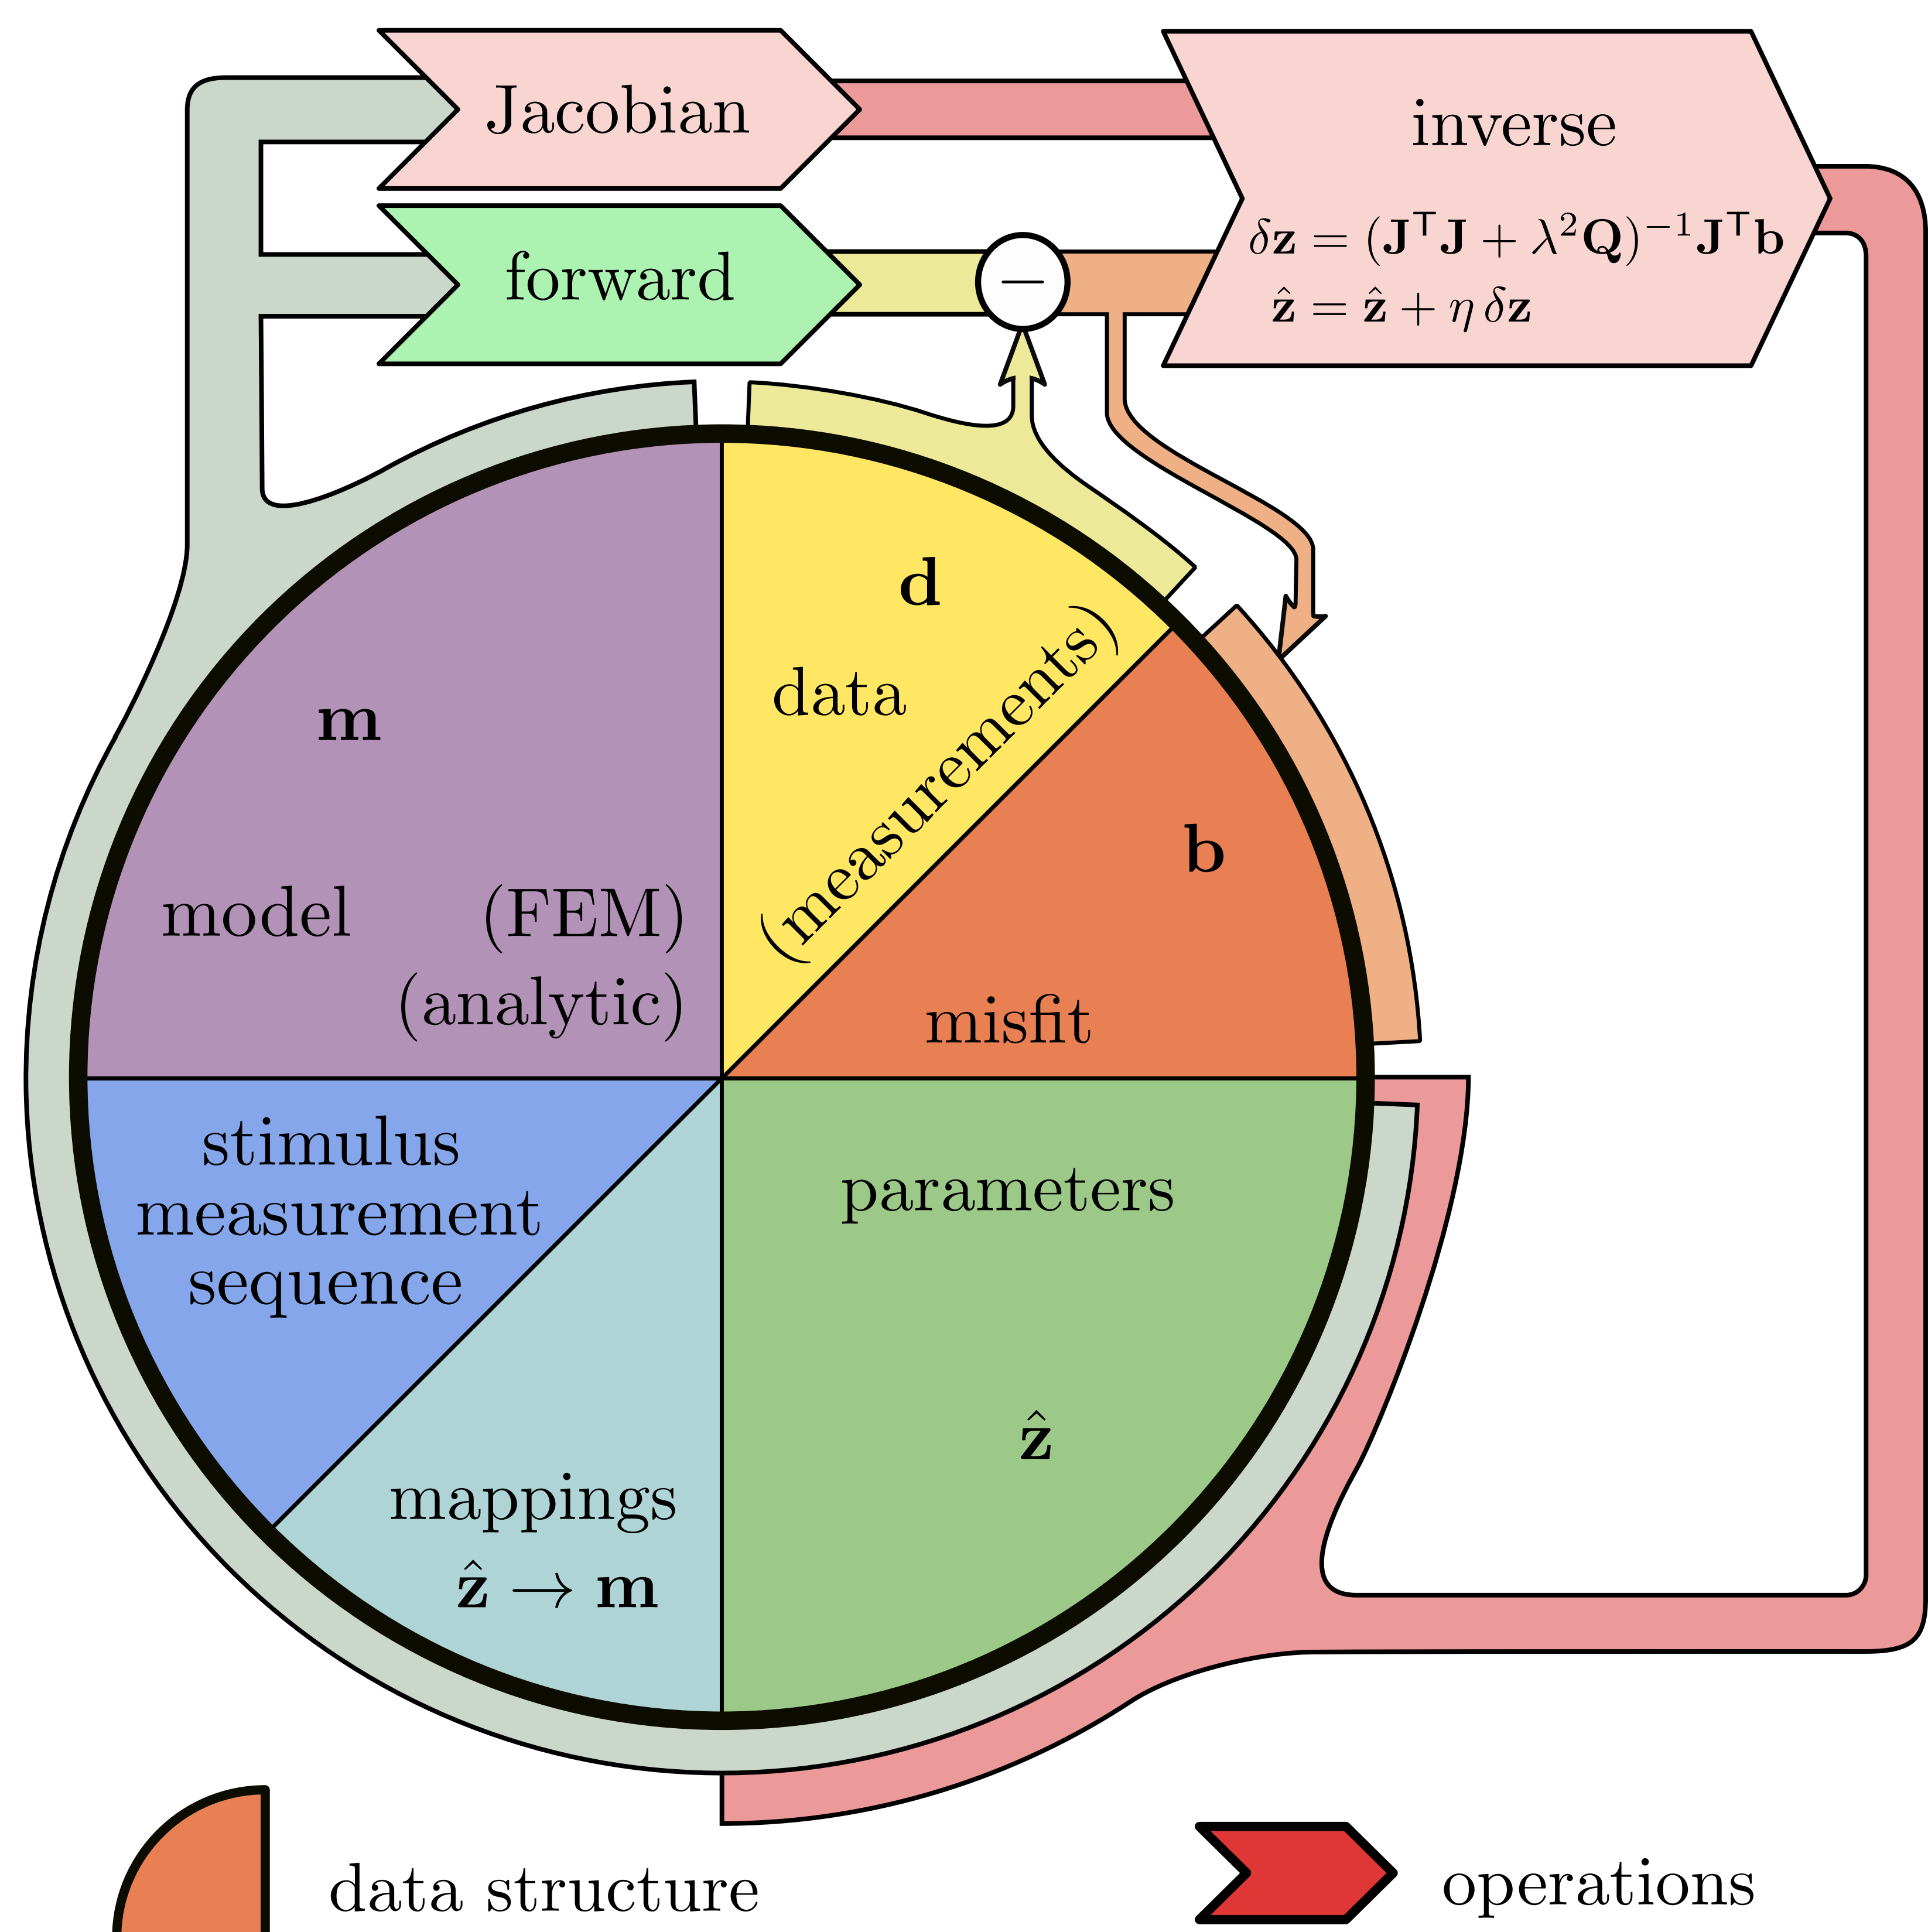 Jacobian
forward
−
inverse
δz = (JᵀJ + λ²Q)⁻¹Jᵀb
ẑ = ẑ + η δz
m
model (FEM)
(analytic)
d
data
(measurements)
b
misfit
stimulus
measurement
sequence
mappings
ẑ → m
parameters
ẑ
data structure
operations